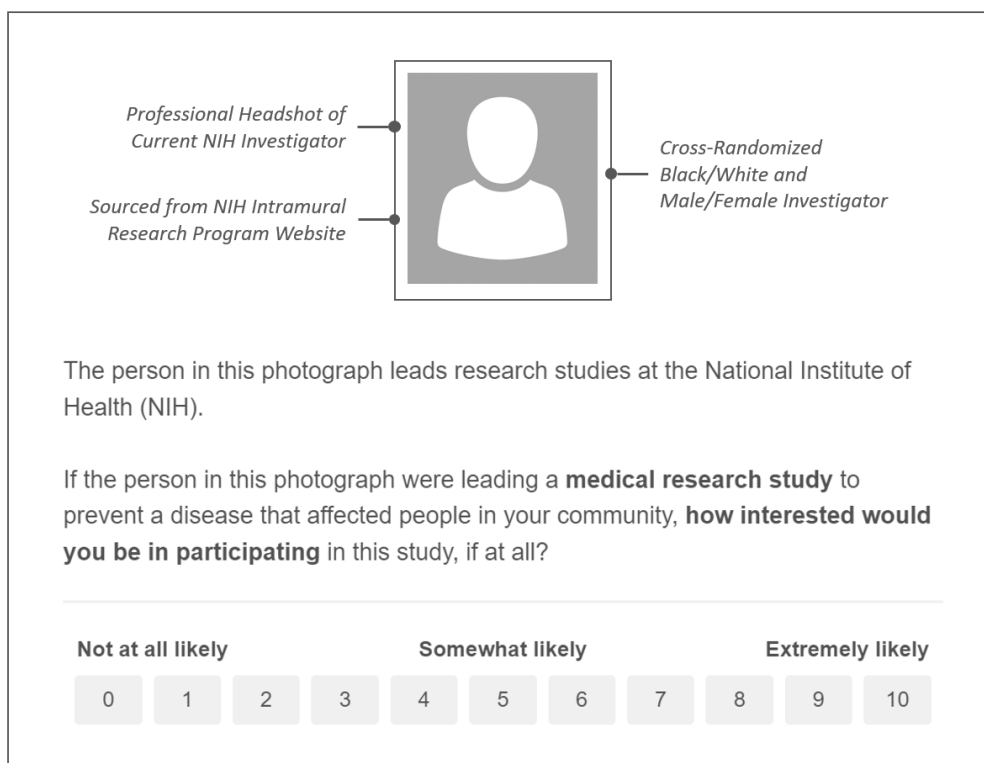 Professional Headshot of
Current NIH Investigator
Sourced from NIH Intramural
Research Program Website
Cross-Randomized
Black/White and
Male/Female Investigator
The person in this photograph leads research studies at the National Institute of
Health (NIH).
If the person in this photograph were leading a medical research study to
prevent a disease that affected people in your community, how interested would
you be in participating in this study, if at all?
Not at all likely Somewhat likely Extremely likely
0 1 2 3 4 5 6 7 8 9 10